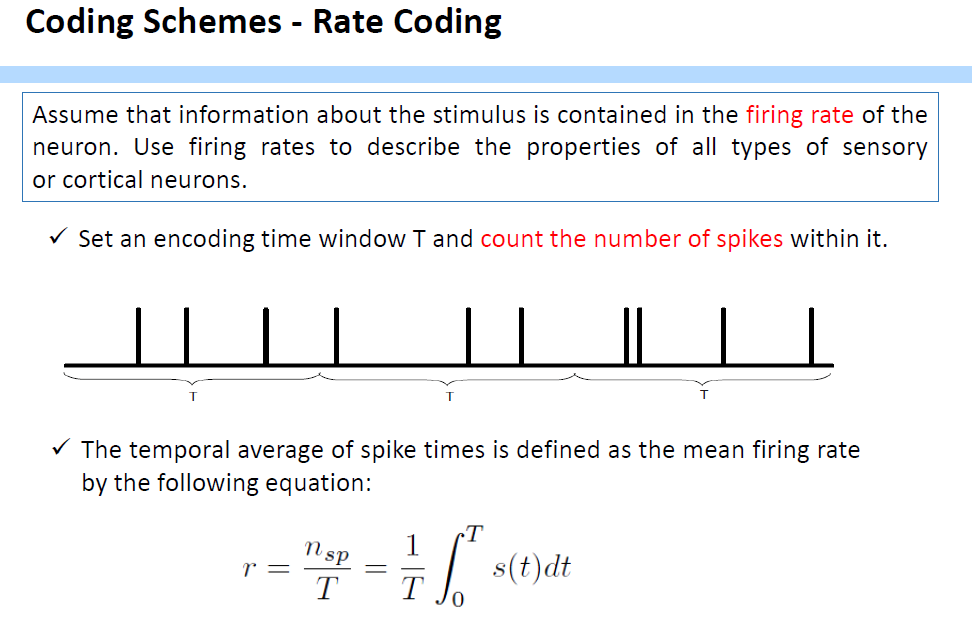 Coding Schemes - Rate Coding
Assume that information about the stimulus is contained in the firing rate of the
neuron. Use firing rates to describe the properties of all types of sensory
or cortical neurons.
✓ Set an encoding time window T and count the number of spikes within it.
T T T
✓ The temporal average of spike times is defined as the mean firing rate
by the following equation:
r = n_{sp}/T = 1/T ∫_0^T s(t)dt